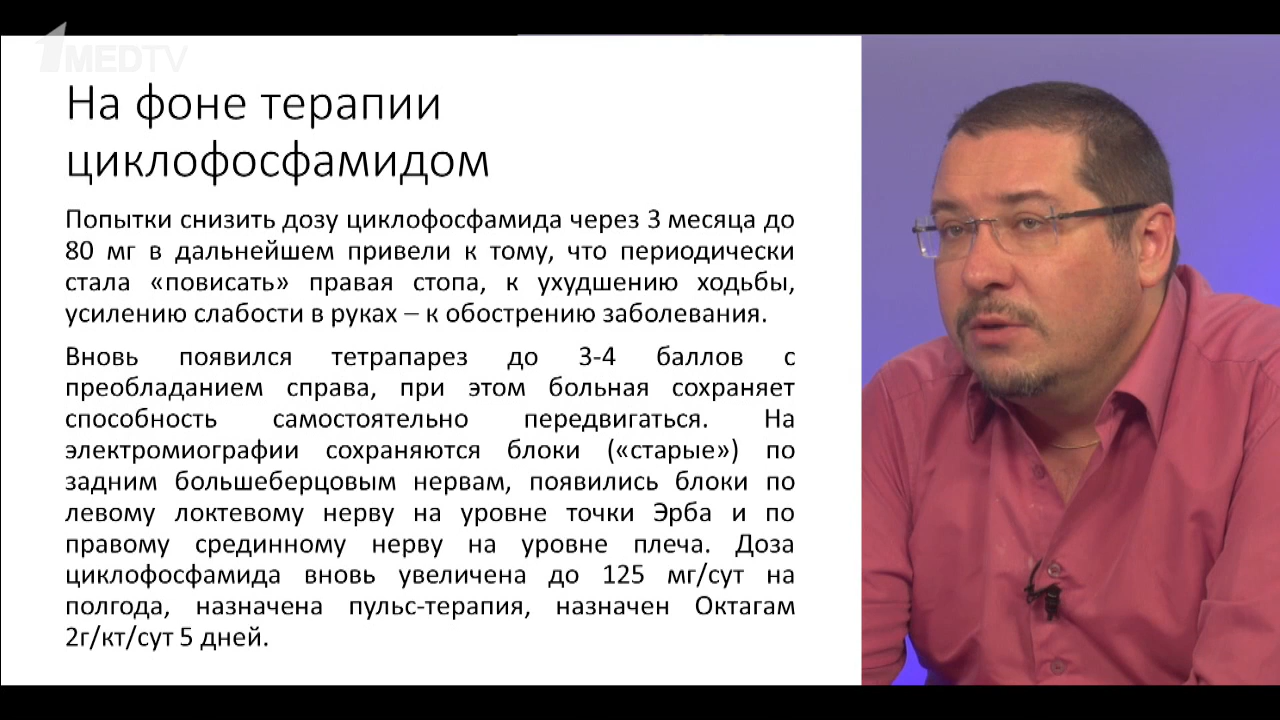 1MEDTV
На фоне терапии
циклофосфамидом
Попытки снизить дозу циклофосфамида через 3 месяца до
80 мг в дальнейшем привели к тому, что периодически
стала «повисать» правая стопа, к ухудшению ходьбы,
усилению слабости в руках – к обострению заболевания.
Вновь появился тетрапарез до 3-4 баллов с
преобладанием справа, при этом больная сохраняет
способность самостоятельно передвигаться. На
электромиографии сохраняются блоки («старые») по
задним большеберцовым нервам, появились блоки по
левому локтевому нерву на уровне точки Эрба и по
правому срединному нерву на уровне плеча. Доза
циклофосфамида вновь увеличена до 125 мг/сут на
полгода, назначена пульс-терапия, назначен Октагам
2г/кт/сут 5 дней.